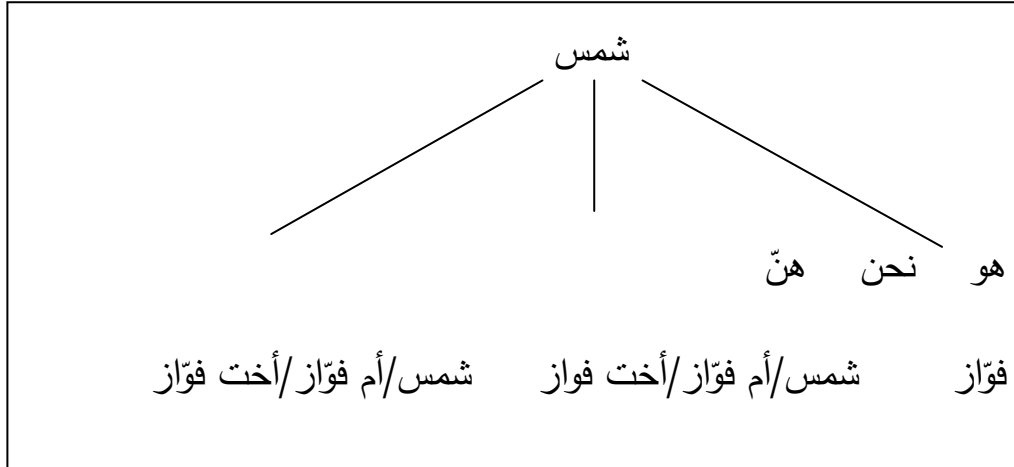 شمس
هو نحن هنّ
فوّاز شمس/أم فوّاز/أخت فواز شمس/أم فوّاز/أخت فوّاز